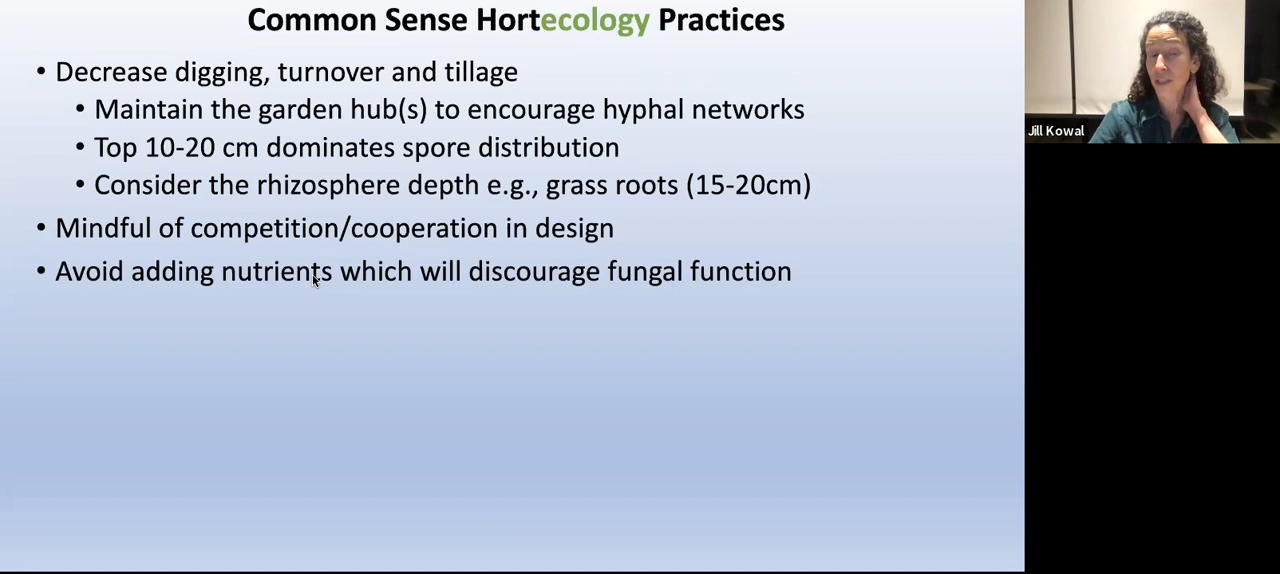 Common Sense Hortecology Practices
• Decrease digging, turnover and tillage
• Maintain the garden hub(s) to encourage hyphal networks
• Top 10-20 cm dominates spore distribution
• Consider the rhizosphere depth e.g., grass roots (15-20cm)
• Mindful of competition/cooperation in design
• Avoid adding nutrients which will discourage fungal function
Jill Kowal